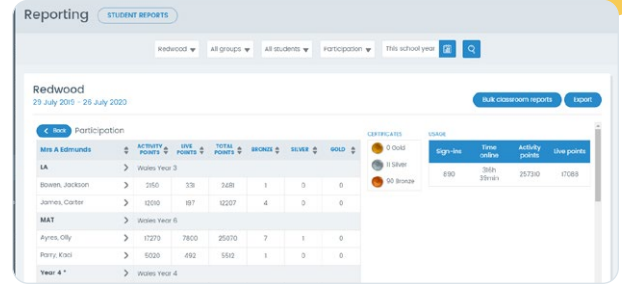 Reporting STUDENT REPORTS
Redwood All groups All students Participation This school year
Redwood
29 July 2019 - 26 July 2020
Bulk classroom reports Export
Back Participation
Mrs A Edmunds ACTIVITY POINTS LIVE POINTS TOTAL POINTS BRONZE SILVER GOLD
LA Wales Year 3
Bowen, Jackson 3150 331 3481 1 0 0
James, Carter 12010 197 12207 4 0 0
MAT Wales Year 6
Ayres, Olly 17270 7800 25070 7 1 0
Parry, Kaci 5020 492 5512 1 0 0
Year 4 * Wales Year 4
CERTIFICATES
0 Gold
11 Silver
90 Bronze
USAGE
Sign-ins Time online Activity points Live points
690 316h 39min 257310 17088